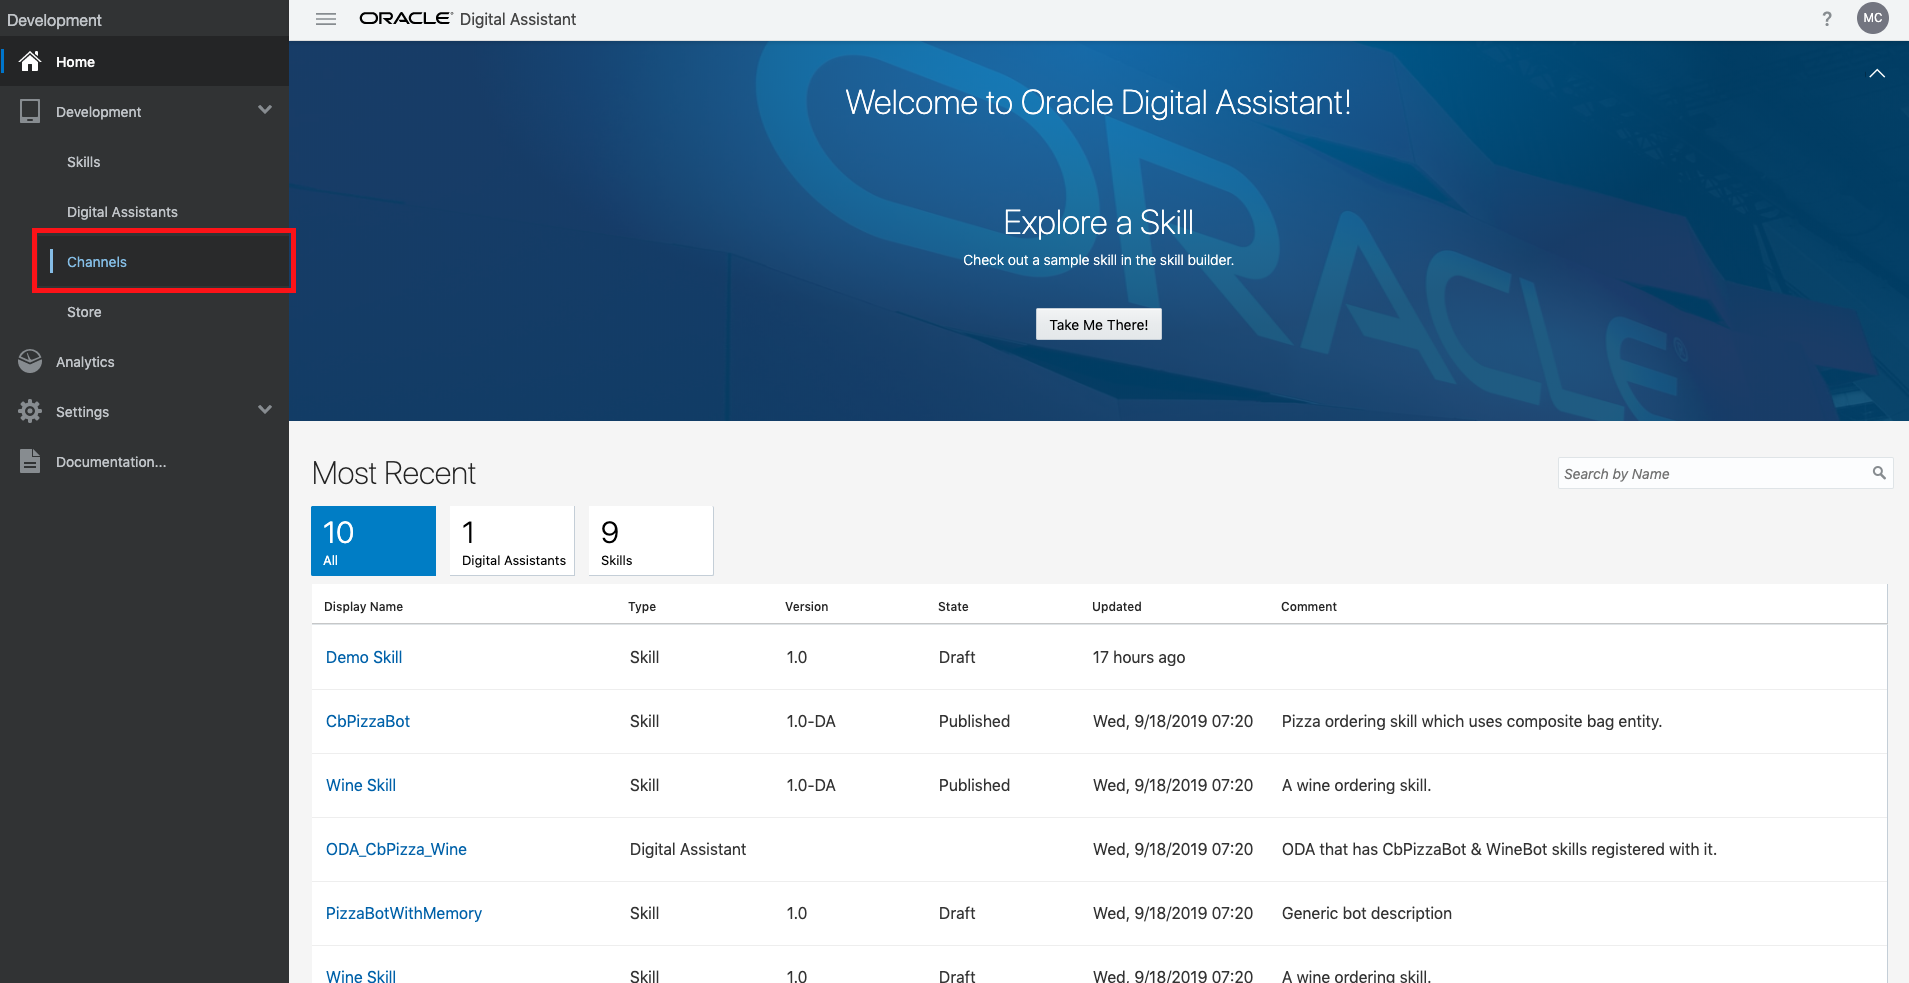 Development
Home
Development
Skills
Digital Assistants
Channels
Store
Analytics
Settings
Documentation...
ORACLE® Digital Assistant
?
MC
ORACLE®
Welcome to Oracle Digital Assistant!
Explore a Skill
Check out a sample skill in the skill builder.
Take Me There!
Most Recent
Search by Name
10
All
1
Digital Assistants
9
Skills
Display Name Type Version State Updated Comment
Demo Skill Skill 1.0 Draft 17 hours ago
CbPizzaBot Skill 1.0-DA Published Wed, 9/18/2019 07:20 Pizza ordering skill which uses composite bag entity.
Wine Skill Skill 1.0-DA Published Wed, 9/18/2019 07:20 A wine ordering skill.
ODA_CbPizza_Wine Digital Assistant Wed, 9/18/2019 07:20 ODA that has CbPizzaBot & WineBot skills registered with it.
PizzaBotWithMemory Skill 1.0 Draft Wed, 9/18/2019 07:20 Generic bot description
Wine Skill Skill 1.0 Draft Wed, 9/18/2019 07:20 A wine ordering skill.